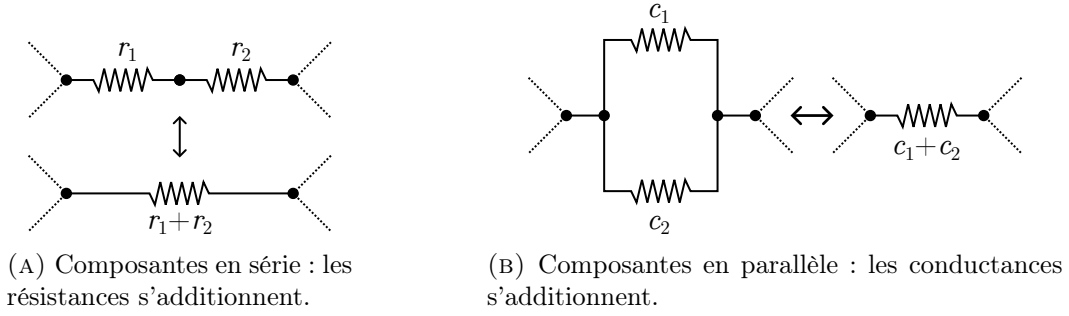 r₁ r₂
r₁+r₂
c₁
c₂
c₁+c₂
(A) Composantes en série : les
résistances s'additionnent.
(B) Composantes en parallèle : les conductances
s'additionnent.